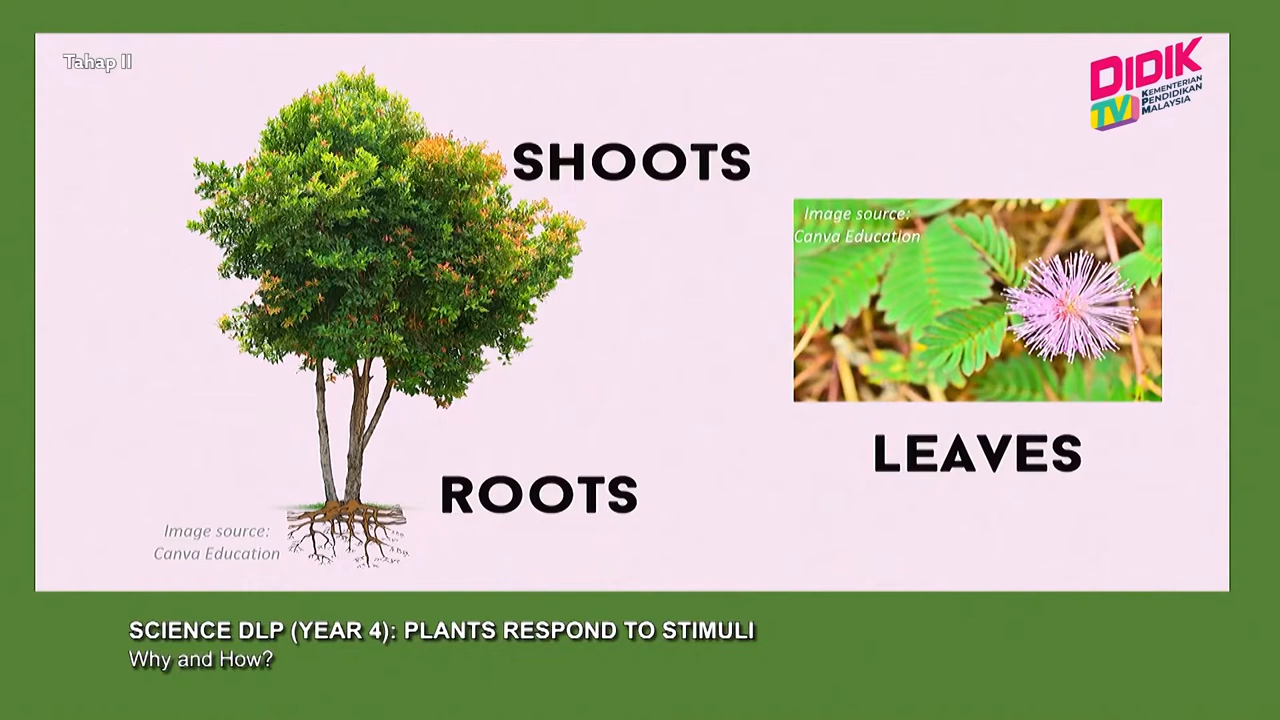 Tahap II
DIDIK
TV
KEMENTERIAN
PENDIDIKAN
MALAYSIA
SHOOTS
Image source:
Canva Education
LEAVES
ROOTS
Image source:
Canva Education
SCIENCE DLP (YEAR 4): PLANTS RESPOND TO STIMULI
Why and How?